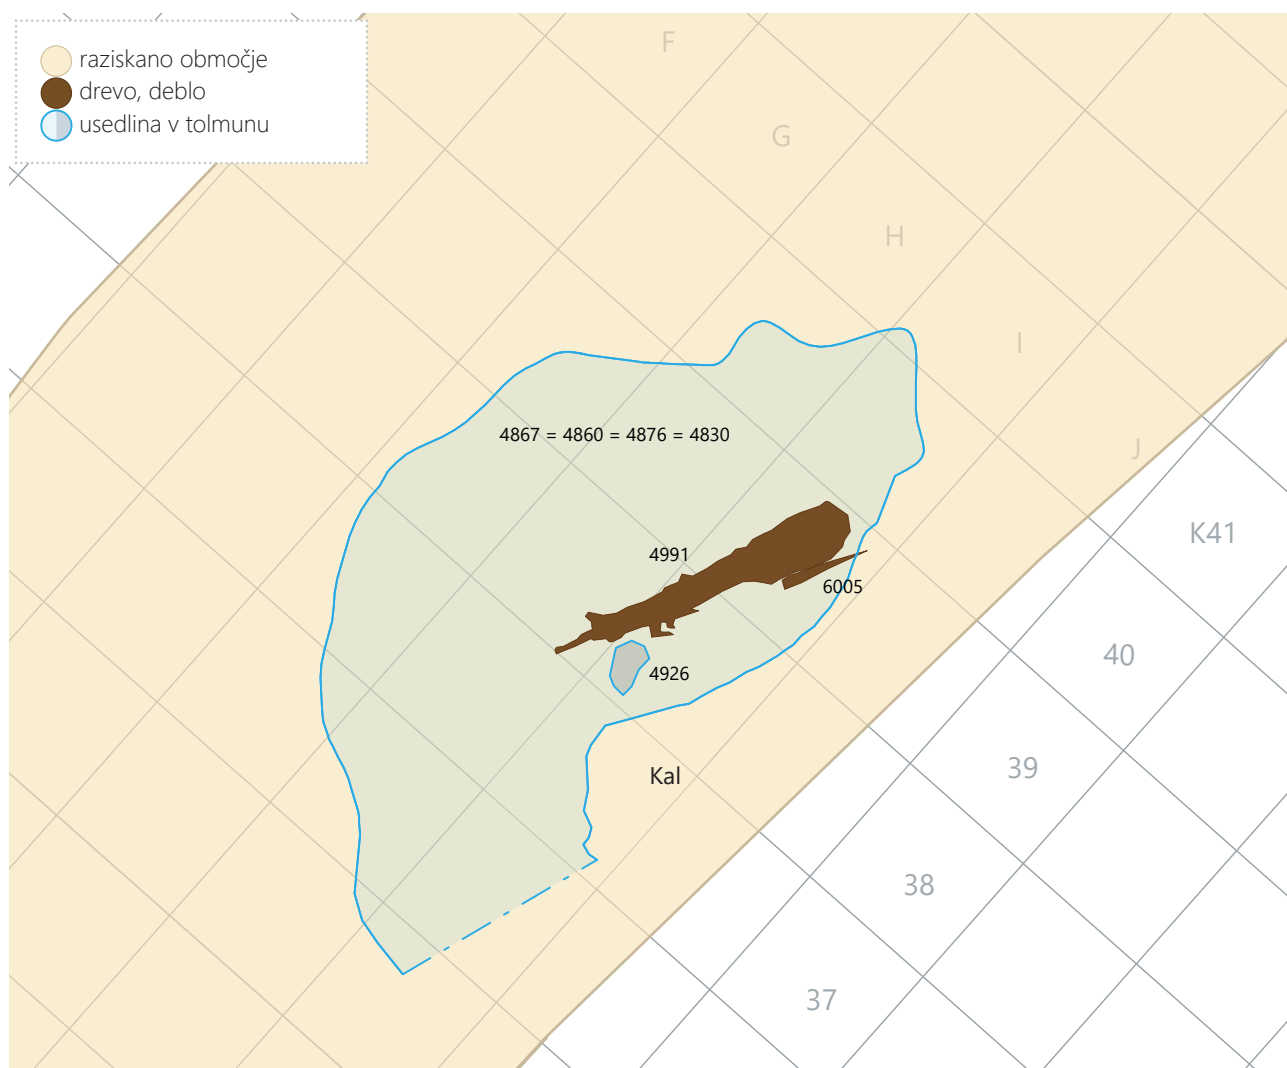 raziskano območje
drevo, deblo
usedlina v tolmunu
F
G
H
I
J
K41
40
39
38
37
4867 = 4860 = 4876 = 4830
4991
6005
4926
Kal